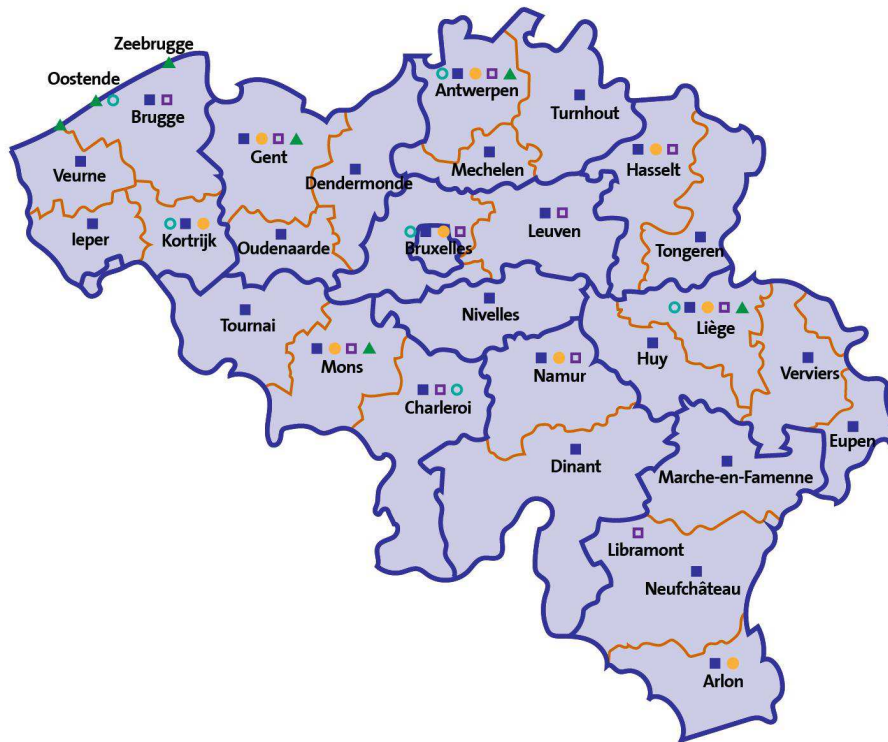 Zeebrugge
Oostende
Brugge
Antwerpen
Turnhout
Gent
Mechelen
Hasselt
Veurne
Dendermonde
Ieper
Kortrijk
Oudenaarde
Bruxelles
Leuven
Tongeren
Tournai
Nivelles
Liège
Mons
Namur
Huy
Verviers
Charleroi
Eupen
Dinant
Marche-en-Famenne
Libramont
Neufchâteau
Arlon